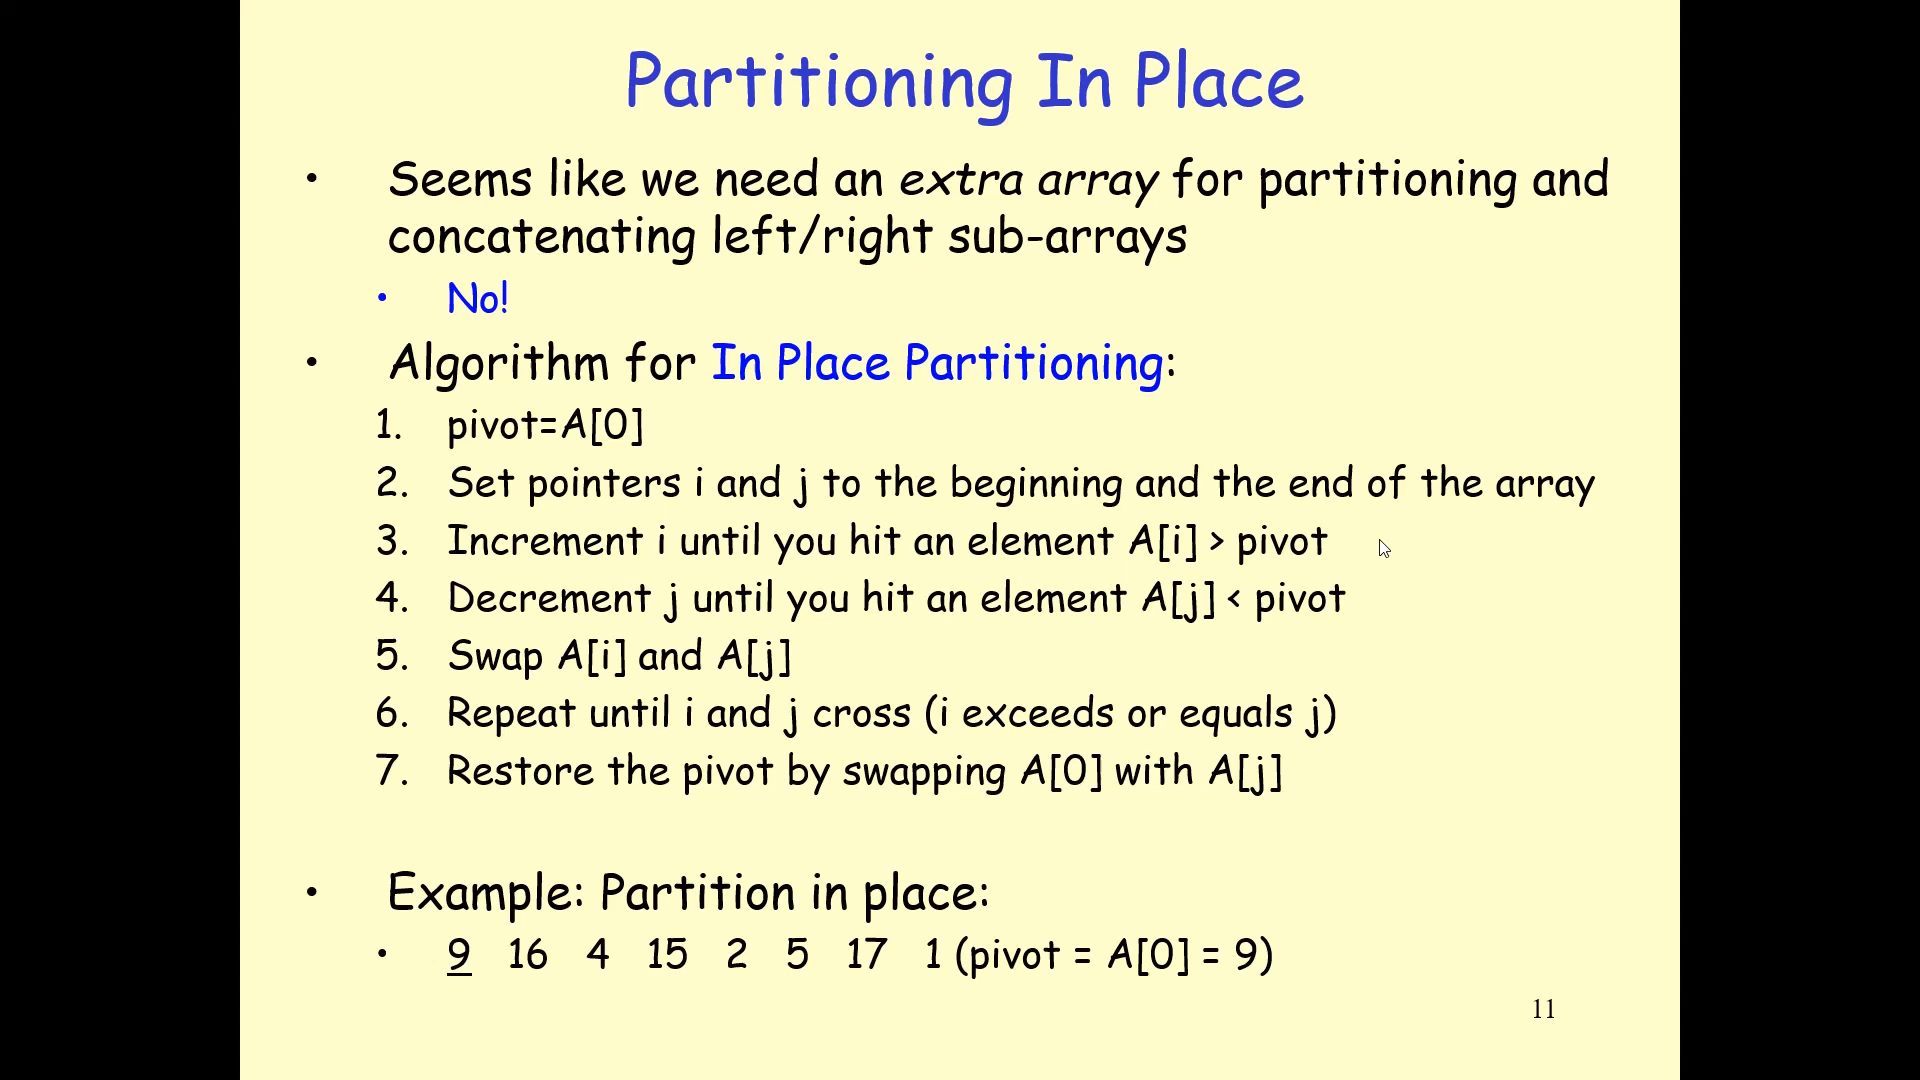 Partitioning In Place
• Seems like we need an extra array for partitioning and
concatenating left/right sub-arrays
• No!
• Algorithm for In Place Partitioning:
1. pivot=A[0]
2. Set pointers i and j to the beginning and the end of the array
3. Increment i until you hit an element A[i] > pivot
4. Decrement j until you hit an element A[j] < pivot
5. Swap A[i] and A[j]
6. Repeat until i and j cross (i exceeds or equals j)
7. Restore the pivot by swapping A[0] with A[j]
• Example: Partition in place:
• 9 16 4 15 2 5 17 1 (pivot = A[0] = 9)
11